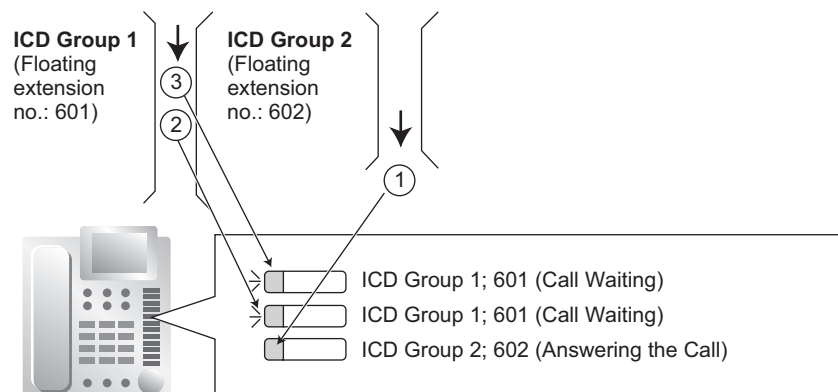 ICD Group 1
(Floating
extension
no.: 601)
ICD Group 2
(Floating
extension
no.: 602)
3
2
1
ICD Group 1; 601 (Call Waiting)
ICD Group 1; 601 (Call Waiting)
ICD Group 2; 602 (Answering the Call)